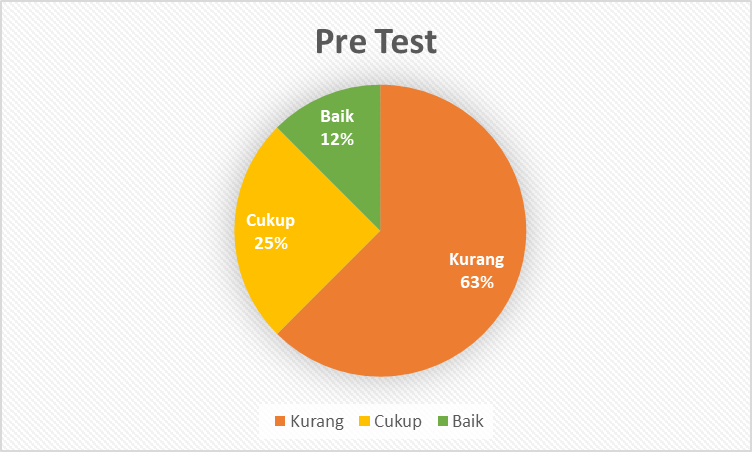 Pre Test
Baik
12%
Cukup
25%
Kurang
63%
Kurang Cukup Baik